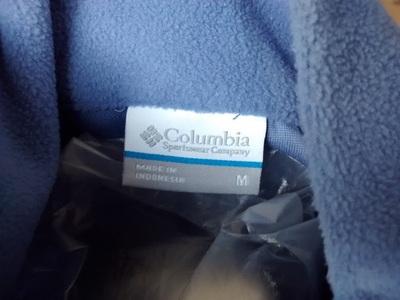 Columbia
Sportswear Company
MADE IN
INDONESIA
M